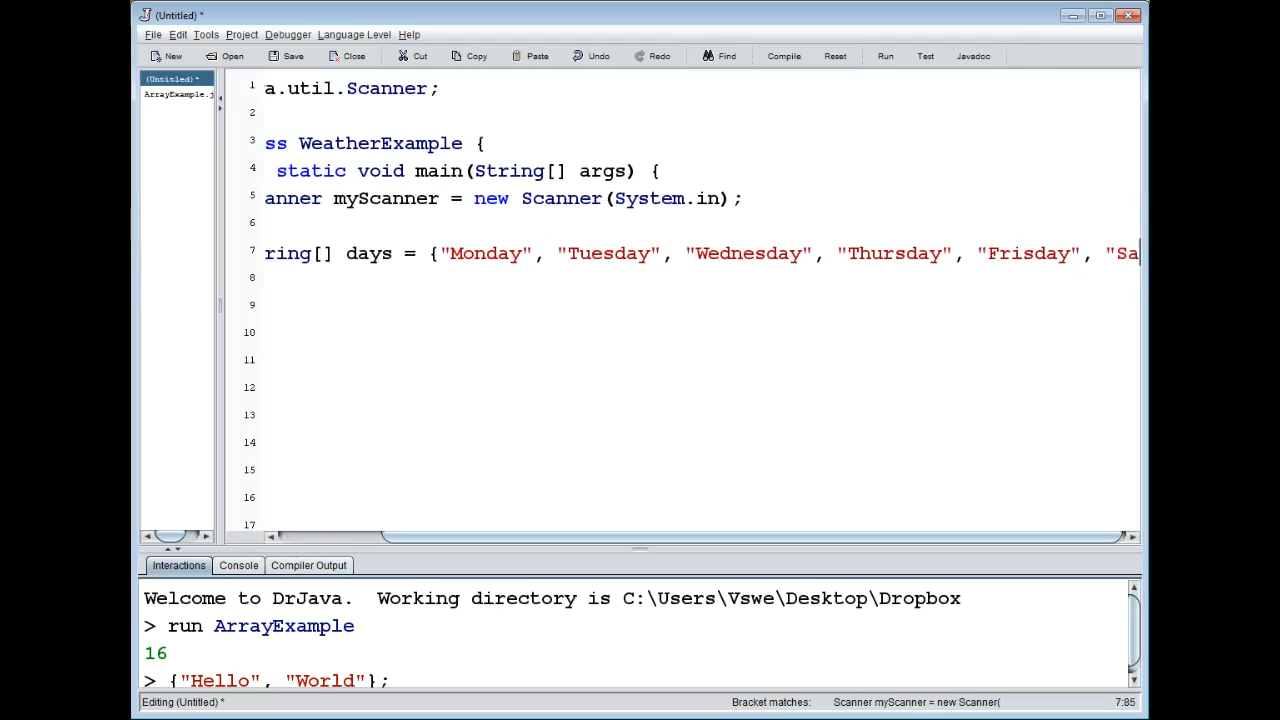 (Untitled) *
File Edit Tools Project Debugger Language Level Help
New Open Save Close Cut Copy Paste Undo Redo Find Compile Reset Run Test Javadoc
(Untitled) *
ArrayExample.j
1 a.util.Scanner;
2
3 ss WeatherExample {
4 static void main(String[] args) {
5 anner myScanner = new Scanner(System.in);
6
7 ring[] days = {"Monday", "Tuesday", "Wednesday", "Thursday", "Frisday", "Sa
8
9
10
11
12
13
14
15
16
17
Interactions Console Compiler Output
Welcome to DrJava.  Working directory is C:\Users\Vswe\Desktop\Dropbox
> run ArrayExample
16
> {"Hello", "World"};
Editing (Untitled) * Bracket matches: Scanner myScanner = new Scanner( 7:85